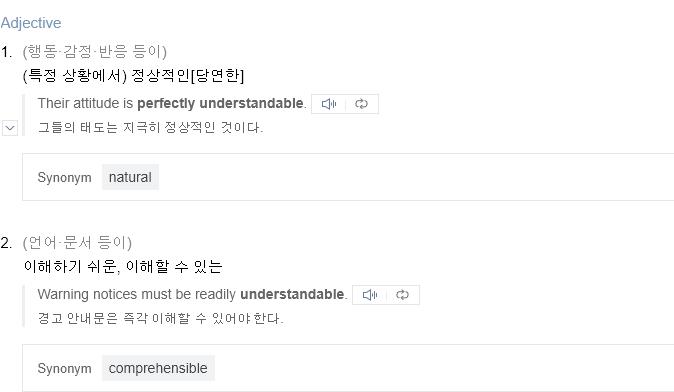 Adjective
1. (행동·감정·반응 등이)
(특정 상황에서) 정상적인[당연한]
Their attitude is perfectly understandable.
그들의 태도는 지극히 정상적인 것이다.
Synonym natural
2. (언어·문서 등이)
이해하기 쉬운, 이해할 수 있는
Warning notices must be readily understandable.
경고 안내문은 즉각 이해할 수 있어야 한다.
Synonym comprehensible